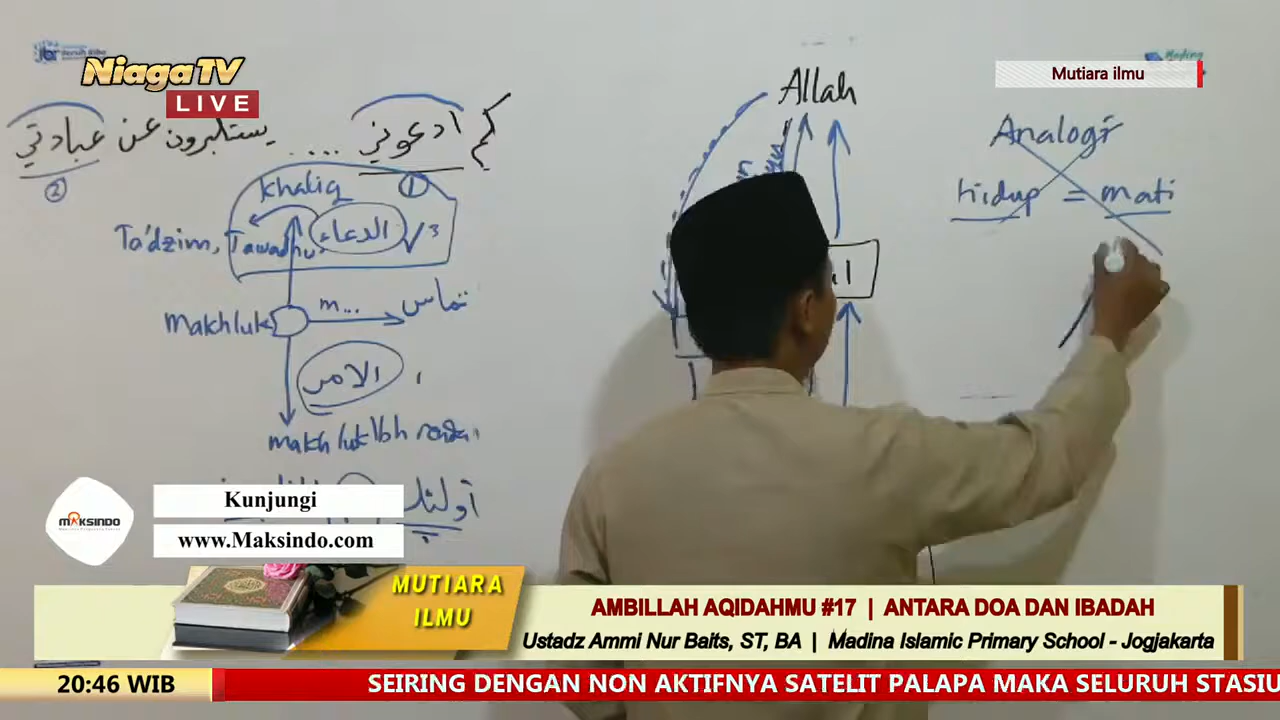 NiagaTV
LIVE
Mutiara ilmu
Allah
Analogi
hidup = mati
ادعوني .... يستكبرون عن عبادتي
②
①
Khaliq
Ta'dzim, Tawadhu,
الدعاء
Makhluk
m...
الامر
makhluk lbh
أولئك
Kunjungi
MAKSINDO
www.Maksindo.com
MUTIARA
ILMU
AMBILLAH AQIDAHMU #17 | ANTARA DOA DAN IBADAH
Ustadz Ammi Nur Baits, ST, BA | Madina Islamic Primary School - Jogjakarta
20:46 WIB
SEIRING DENGAN NON AKTIFNYA SATELIT PALAPA MAKA SELURUH STASIU